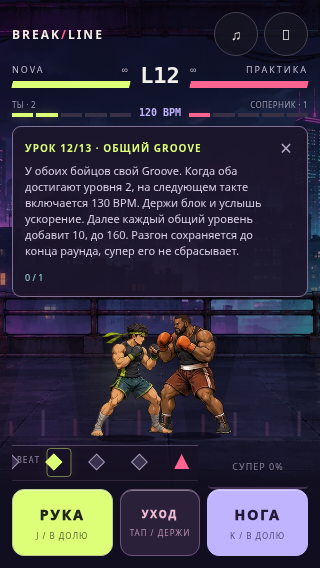 BREAK/LINE
♫
NOVA ∞ L12 ∞ ПРАКТИКА
ТЫ · 2 120 BPM СОПЕРНИК · 1
УРОК 12/13 · ОБЩИЙ GROOVE ×
У обоих бойцов свой Groove. Когда оба
достигают уровня 2, на следующем такте
включается 130 BPM. Держи блок и услышь
ускорение. Далее каждый общий уровень
добавит 10, до 160. Разгон сохраняется до
конца раунда, супер его не сбрасывает.
0 / 1
BEAT
СУПЕР 0%
РУКА УХОД НОГА
J / В ДОЛЮ ТАП / ДЕРЖИ K / В ДОЛЮ